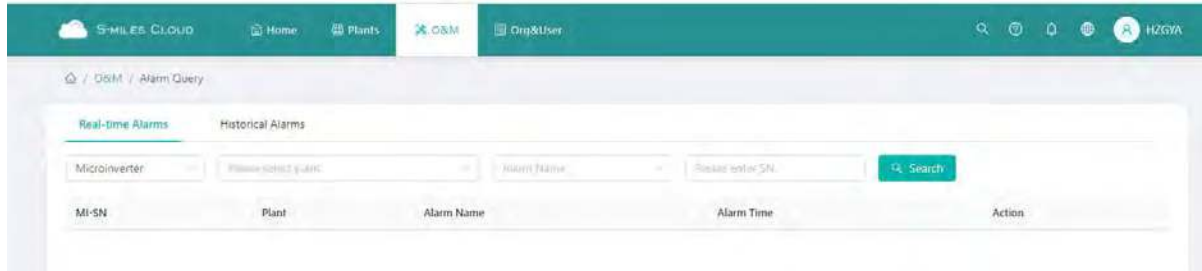 S-MILES CLOUD Home Plants O&M Org&User HZGYA
/ O&M / Alarm Query
Real-time Alarms Historical Alarms
Microinverter Please select plant Alarm Name Please enter SN Search
MI-SN Plant Alarm Name Alarm Time Action